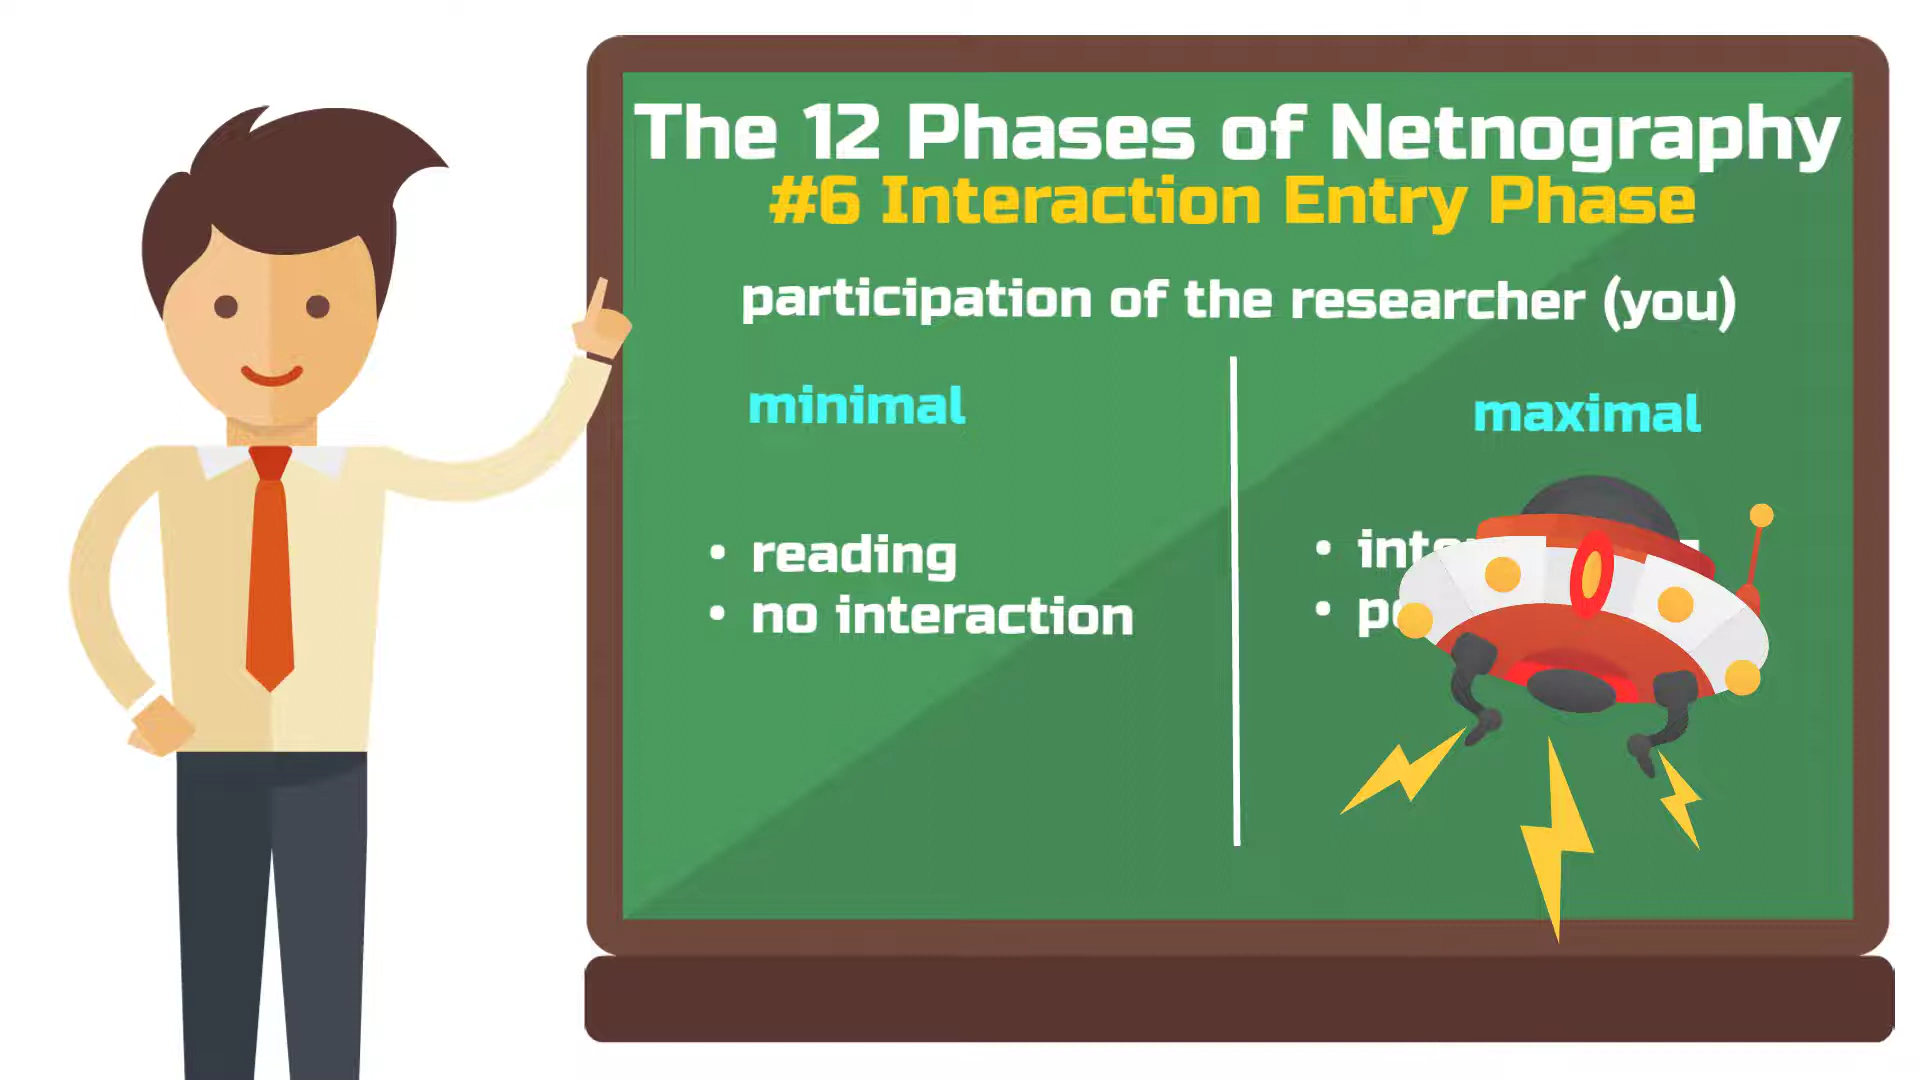 The 12 Phases of Netnography
#6 Interaction Entry Phase
participation of the researcher (you)
minimal
• reading
• no interaction
maximal